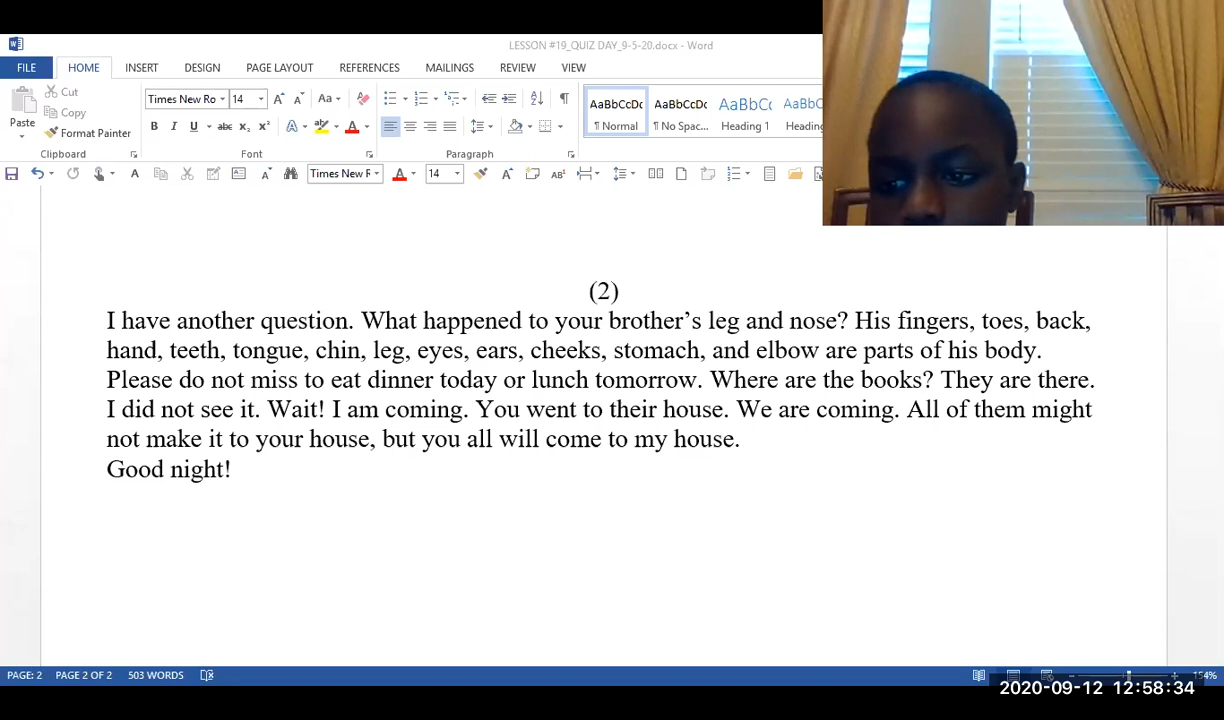 LESSON #19_QUIZ DAY_9-5-20.docx - Word
FILE HOME INSERT DESIGN PAGE LAYOUT REFERENCES MAILINGS REVIEW VIEW
Cut
Copy
Paste
Format Painter
Times New Ro 14
AaBbCcDc AaBbCcDc AaBbCc AaBbCc
¶ Normal ¶ No Spac... Heading 1 Heading
Clipboard Font Paragraph
Times New R 14
(2)
I have another question. What happened to your brother’s leg and nose? His fingers, toes, back,
hand, teeth, tongue, chin, leg, eyes, ears, cheeks, stomach, and elbow are parts of his body.
Please do not miss to eat dinner today or lunch tomorrow. Where are the books? They are there.
I did not see it. Wait! I am coming. You went to their house. We are coming. All of them might
not make it to your house, but you all will come to my house.
Good night!
PAGE: 2 PAGE 2 OF 2 503 WORDS 154%
2020-09-12 12:58:34